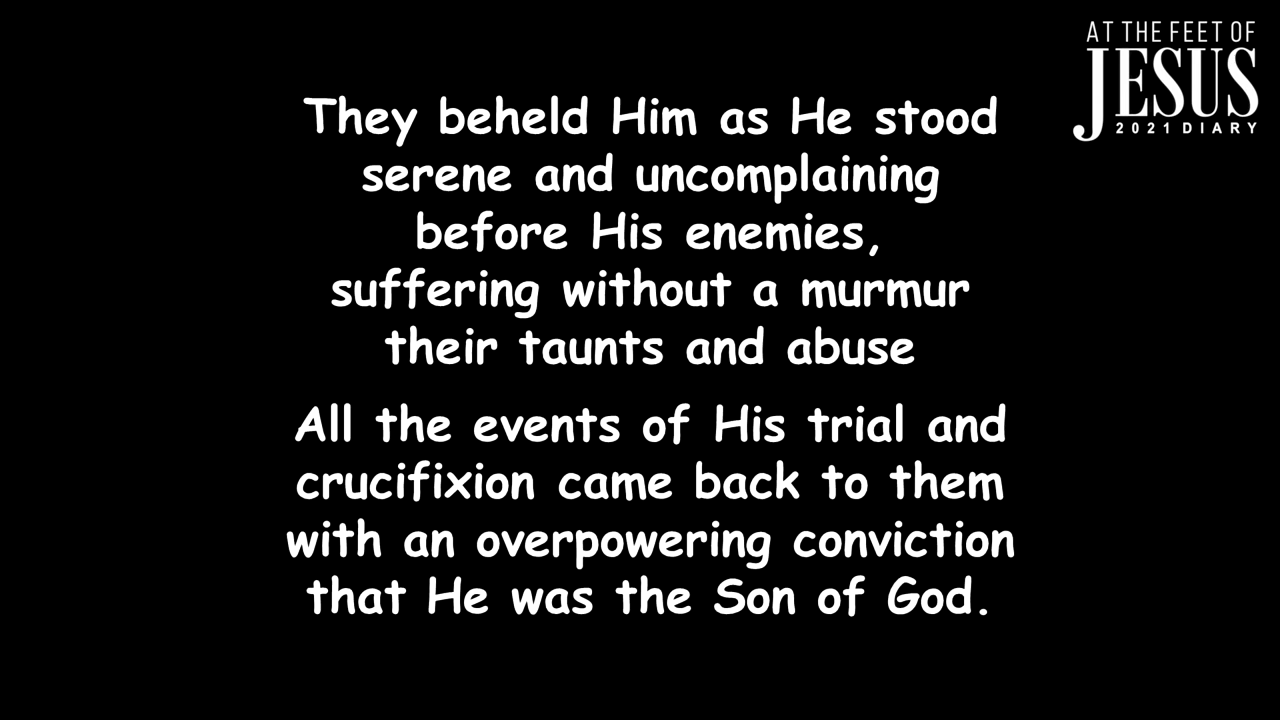 AT THE FEET OF
JESUS
2021 DIARY
They beheld Him as He stood
serene and uncomplaining
before His enemies,
suffering without a murmur
their taunts and abuse
All the events of His trial and
crucifixion came back to them
with an overpowering conviction
that He was the Son of God.